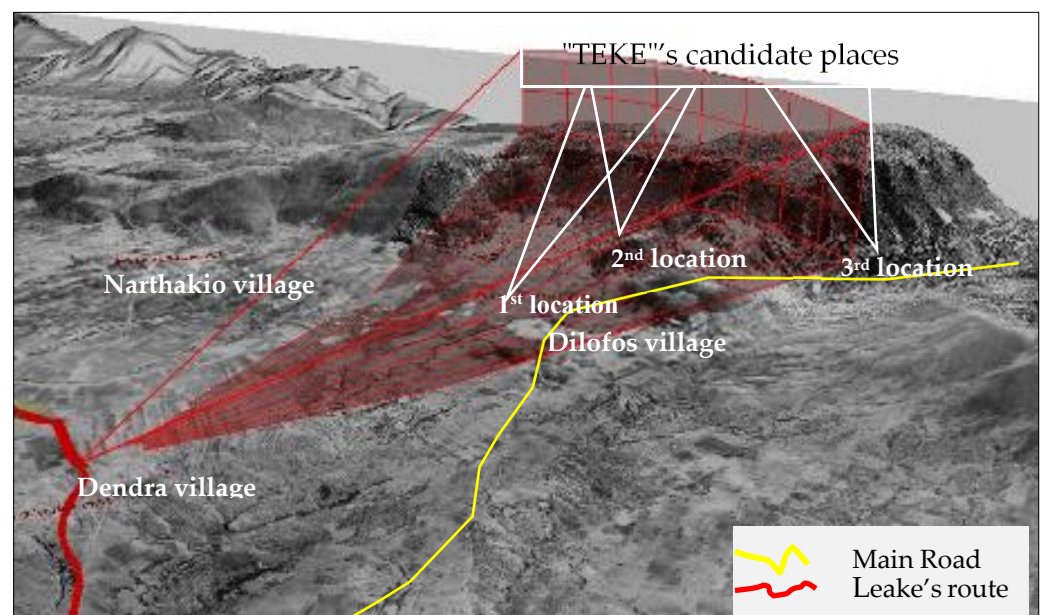 "TEKE"’s candidate places
2nd location
3rd location
Narthakio village
1st location
Dilofos village
Dendra village
Main Road
Leake’s route